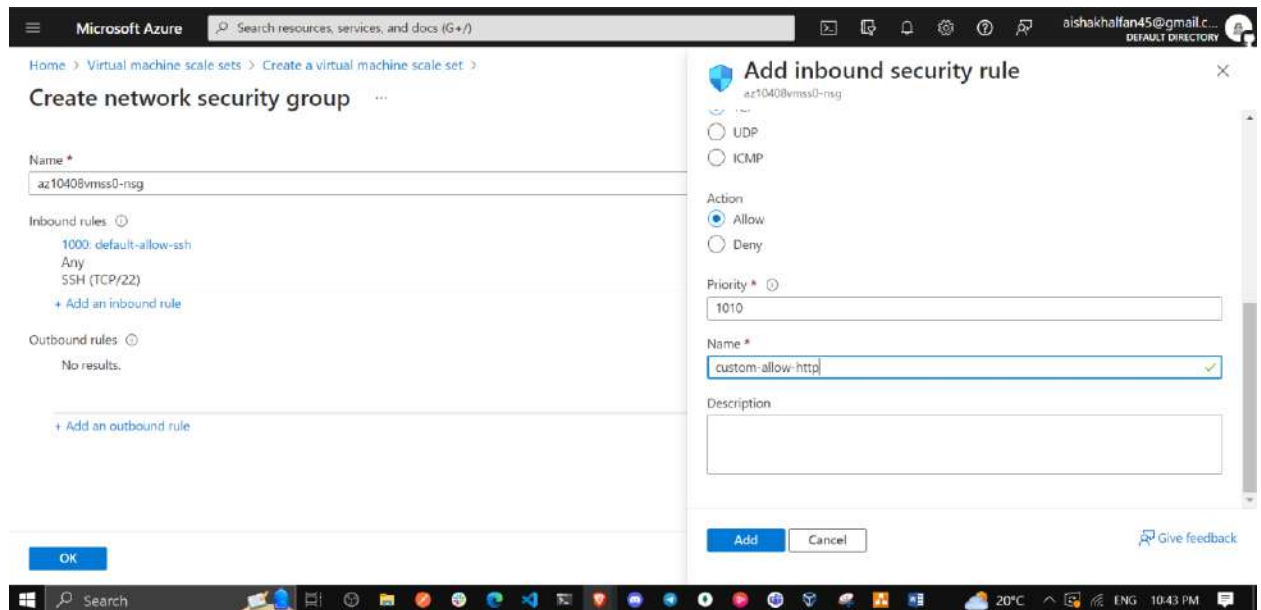 Microsoft Azure
Search resources, services, and docs (G+/)
aishakhalfan45@gmail.c...
DEFAULT DIRECTORY
Home > Virtual machine scale sets > Create a virtual machine scale set >
Create network security group ...
Name *
az10408vmss0-nsg
Inbound rules
1000: default-allow-ssh
Any
SSH (TCP/22)
+ Add an inbound rule
Outbound rules
No results.
+ Add an outbound rule
OK
Add inbound security rule
az10408vmss0-nsg
UDP
ICMP
Action
Allow
Deny
Priority *
1010
Name *
custom-allow-http
Description
Add
Cancel
Give feedback
Search
20°C
ENG
10:43 PM